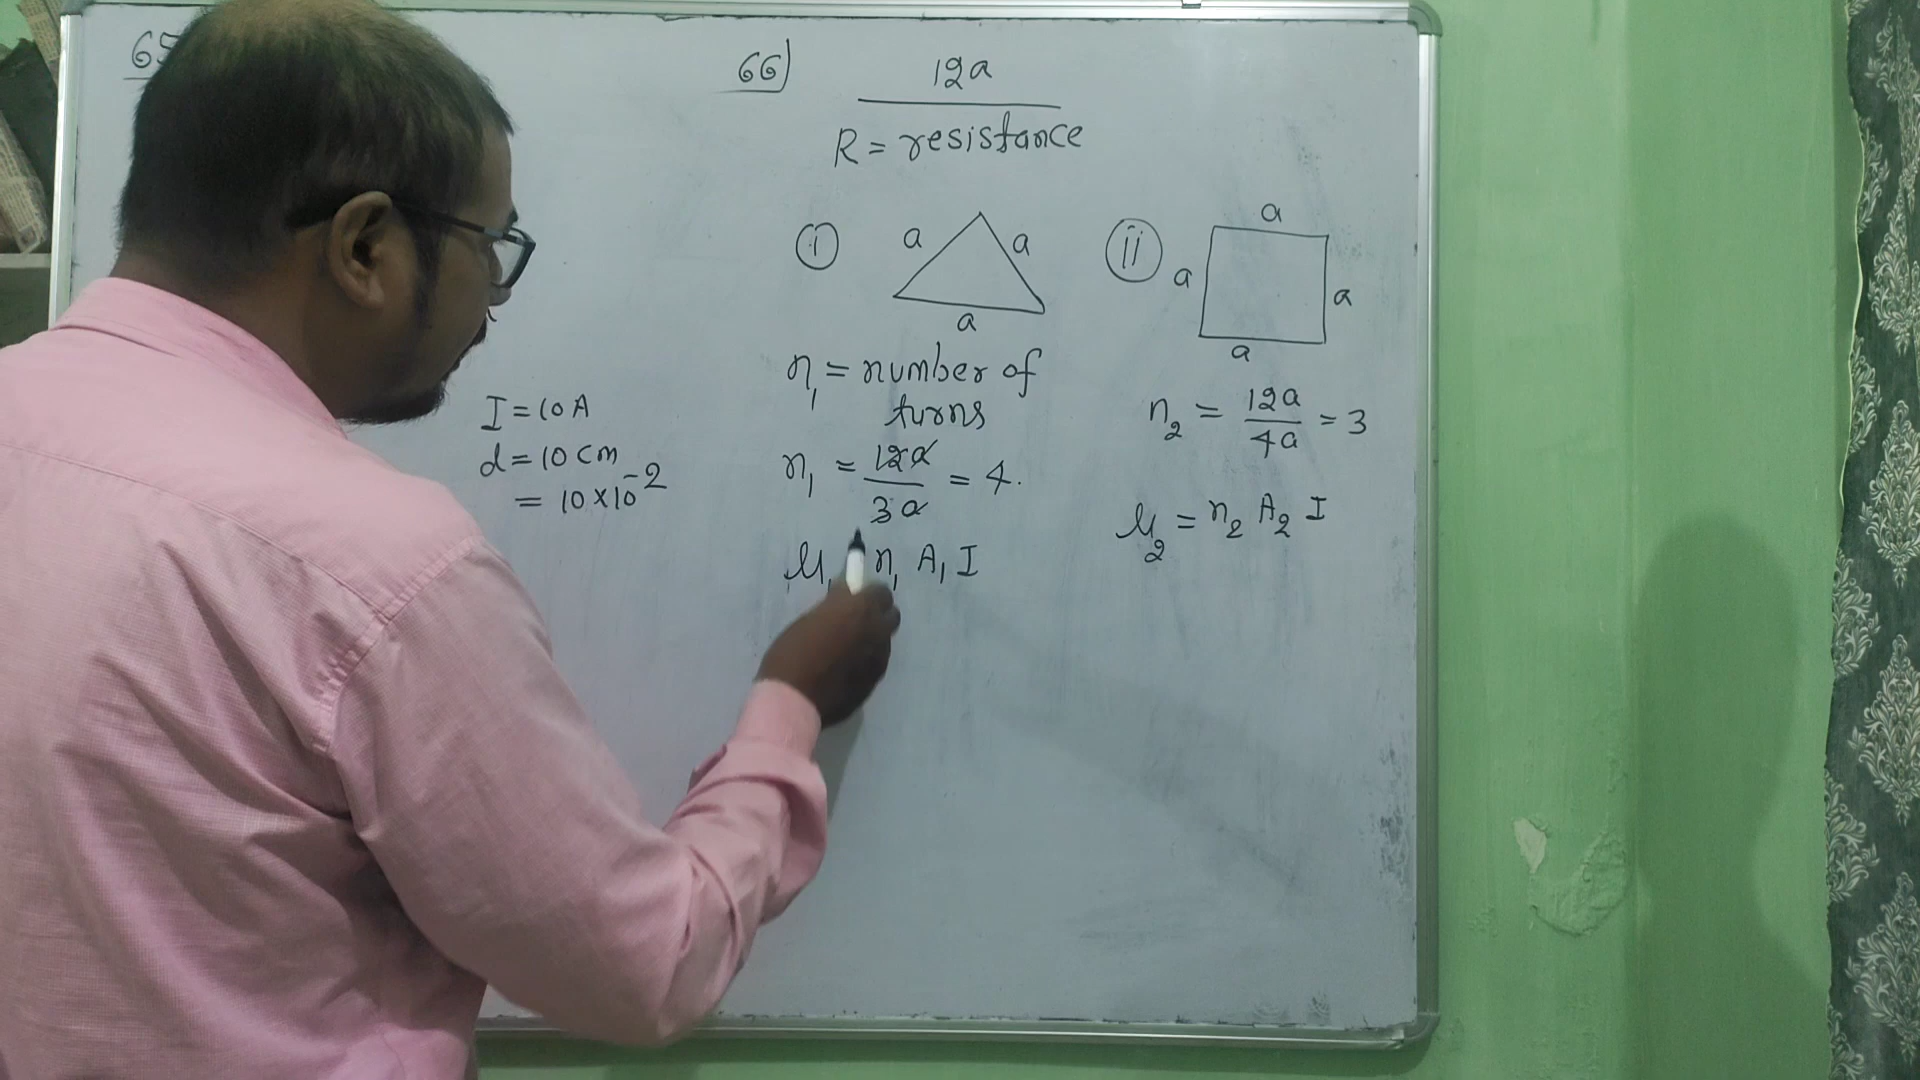 65
I = 10 A
d = 10 cm
= 10 × 10⁻²
66)
12a
R = resistance
(i)
a
a
a
n₁ = number of
turns
n₁ = 12a / 3a = 4.
μ₁ n₁ A₁ I
(ii)
a
a
a
a
n₂ = 12a / 4a = 3
μ₂ = n₂ A₂ I